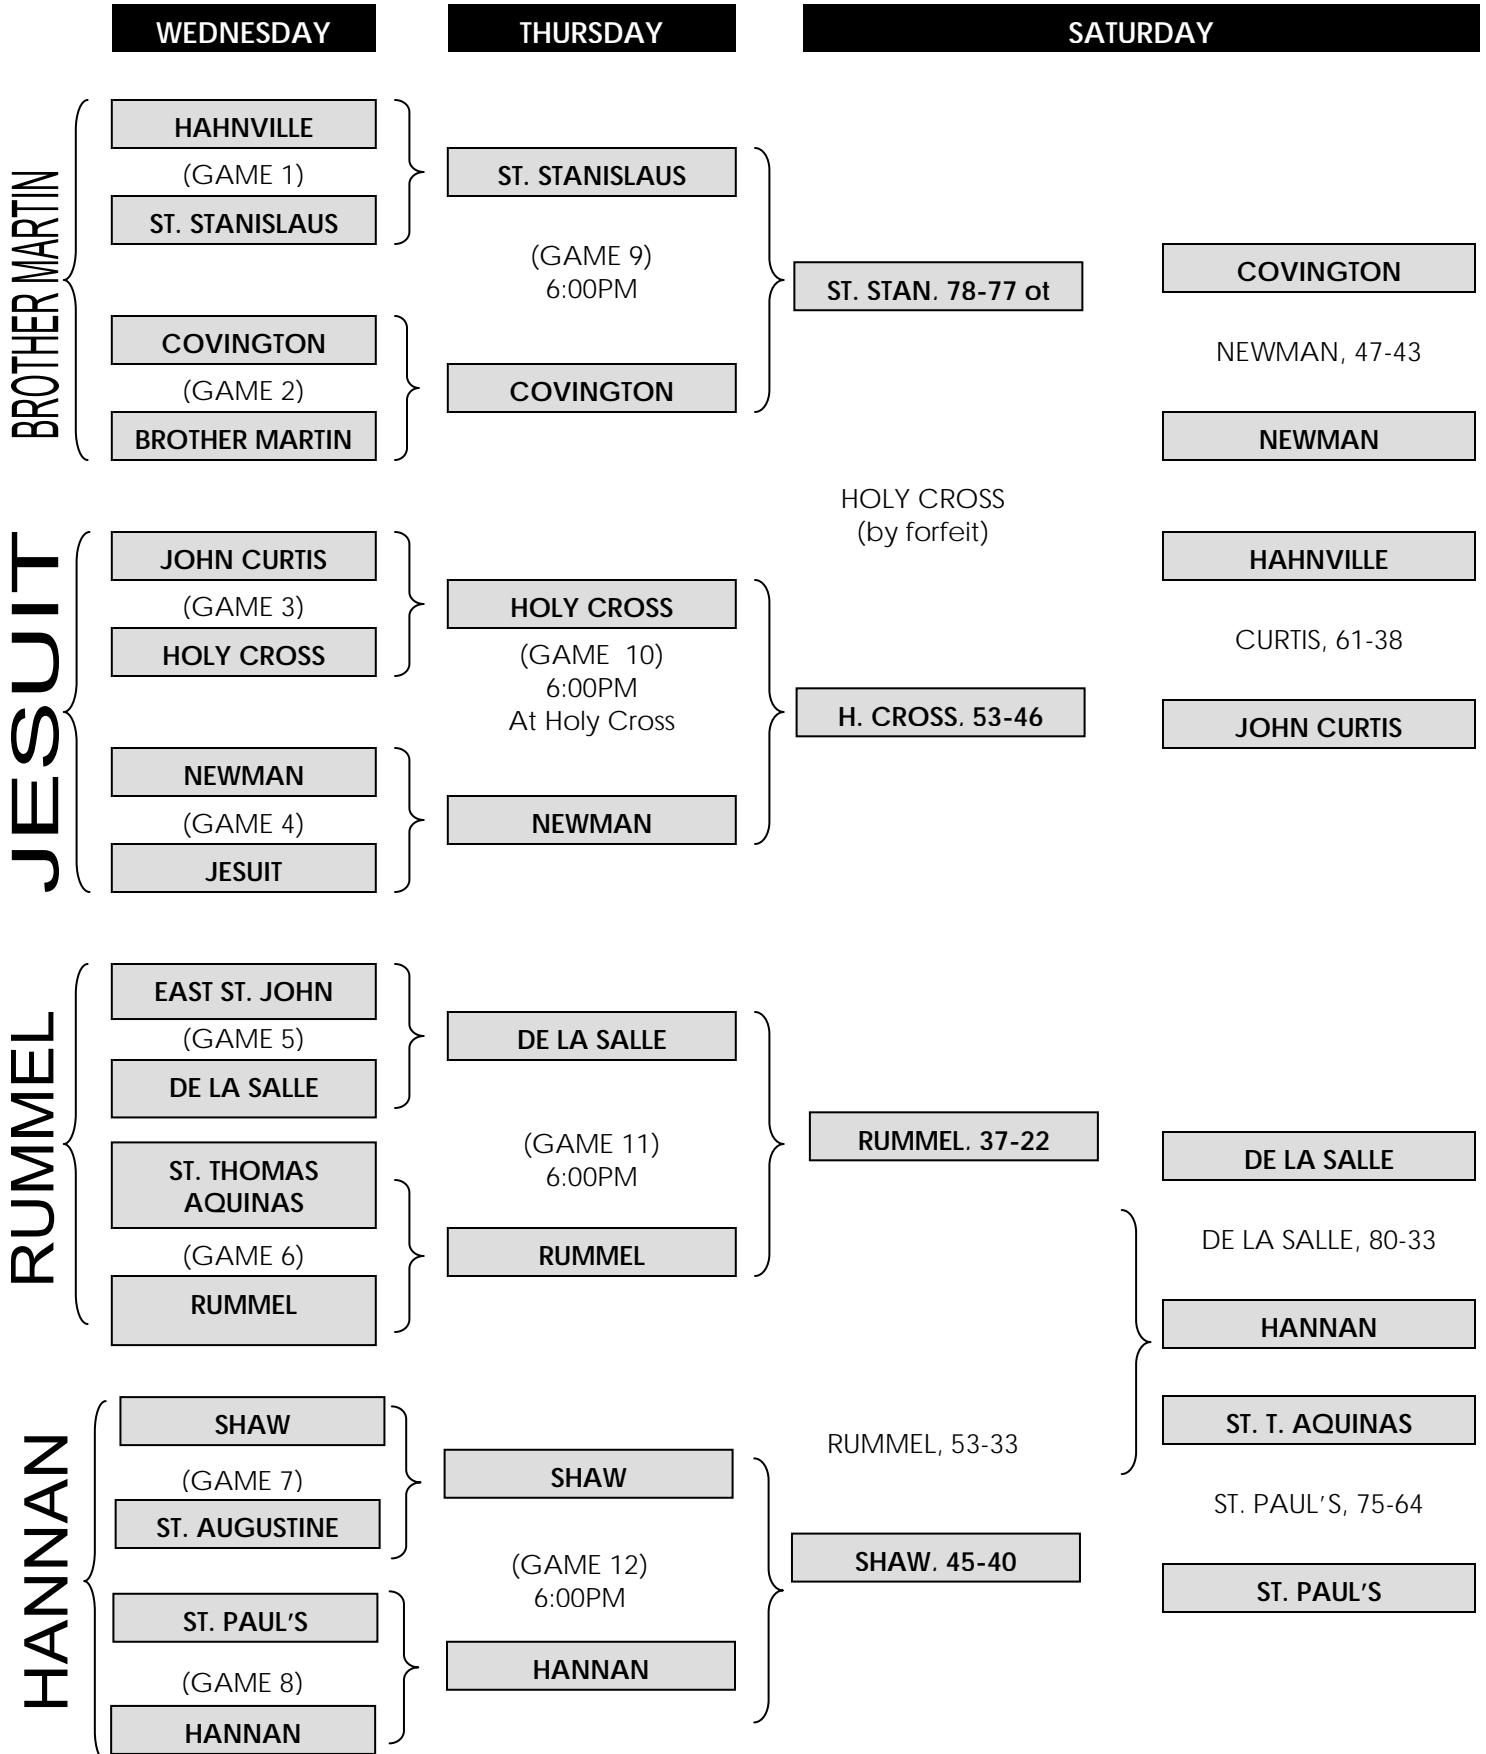 WEDNESDAY
THURSDAY
SATURDAY
BROTHER MARTIN
HAHNVILLE
(GAME 1)
ST. STANISLAUS
COVINGTON
(GAME 2)
BROTHER MARTIN
ST. STANISLAUS
(GAME 9)
6:00PM
COVINGTON
ST. STAN. 78-77 ot
COVINGTON
NEWMAN, 47-43
NEWMAN
HOLY CROSS
(by forfeit)
JESUIT
JOHN CURTIS
(GAME 3)
HOLY CROSS
NEWMAN
(GAME 4)
JESUIT
HOLY CROSS
(GAME 10)
6:00PM
At Holy Cross
NEWMAN
H. CROSS. 53-46
HAHNVILLE
CURTIS, 61-38
JOHN CURTIS
RUMMEL
EAST ST. JOHN
(GAME 5)
DE LA SALLE
ST. THOMAS
AQUINAS
(GAME 6)
RUMMEL
DE LA SALLE
(GAME 11)
6:00PM
RUMMEL
RUMMEL. 37-22
DE LA SALLE
DE LA SALLE, 80-33
HANNAN
HANNAN
SHAW
(GAME 7)
ST. AUGUSTINE
ST. PAUL’S
(GAME 8)
HANNAN
SHAW
(GAME 12)
6:00PM
HANNAN
RUMMEL, 53-33
SHAW. 45-40
ST. T. AQUINAS
ST. PAUL’S, 75-64
ST. PAUL’S